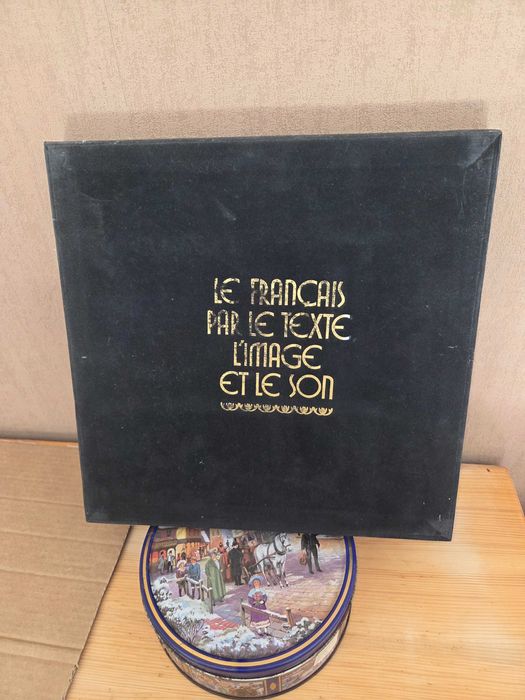 LE FRANÇAIS
PAR LE TEXTE
L'IMAGE
ET LE SON